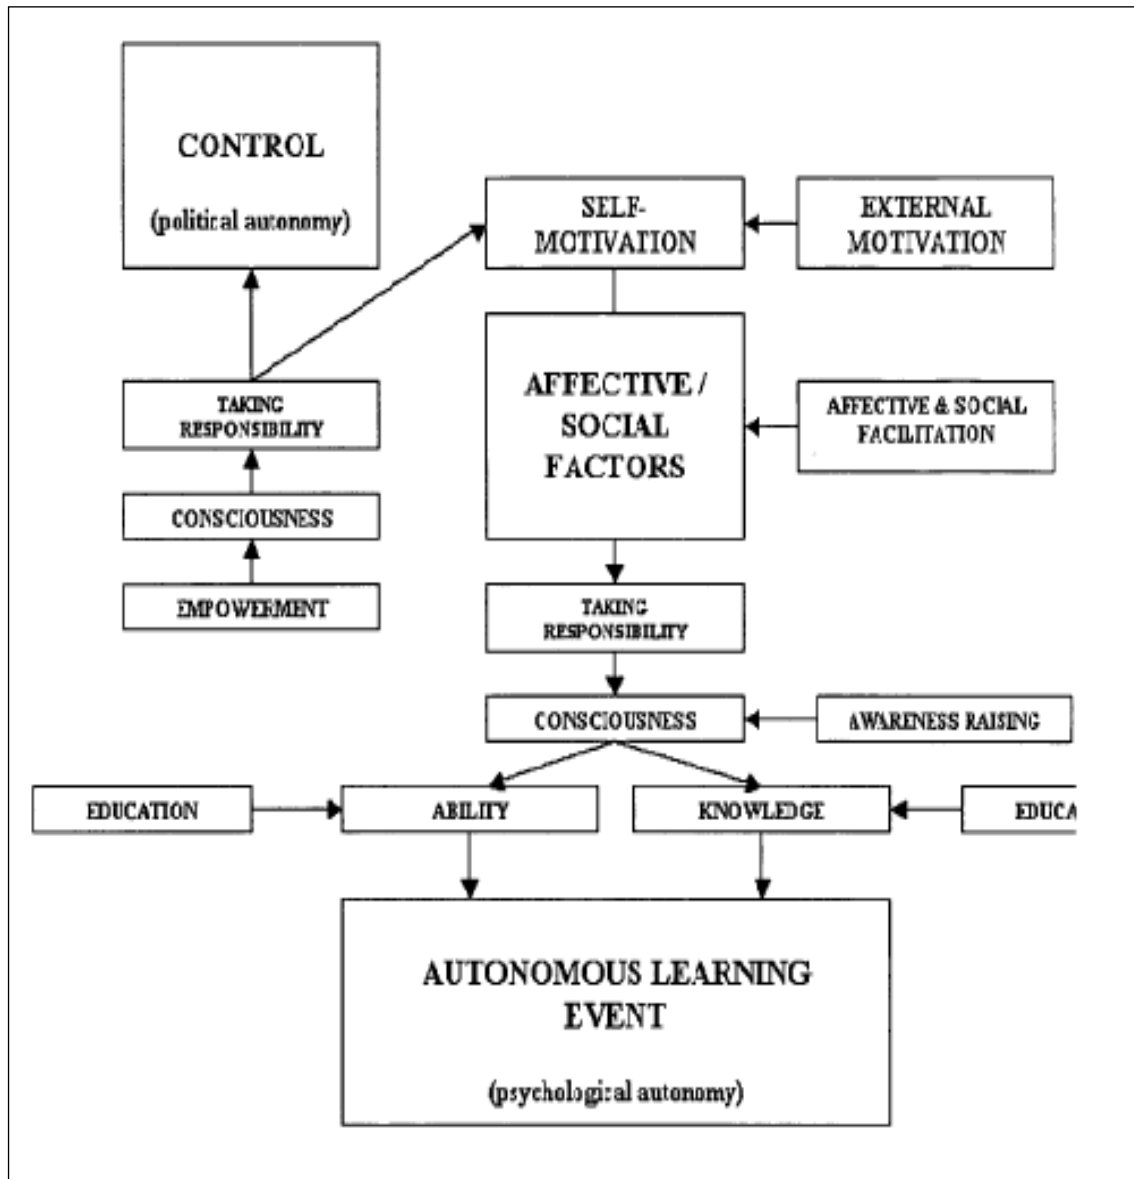 CONTROL
(political autonomy)
SELF-
MOTIVATION
EXTERNAL
MOTIVATION
TAKING
RESPONSIBILITY
AFFECTIVE /
SOCIAL
FACTORS
AFFECTIVE & SOCIAL
FACILITATION
CONSCIOUSNESS
EMPOWERMENT
TAKING
RESPONSIBILITY
CONSCIOUSNESS
AWARENESS RAISING
EDUCATION
ABILITY
KNOWLEDGE
EDUCA
AUTONOMOUS LEARNING
EVENT
(psychological autonomy)